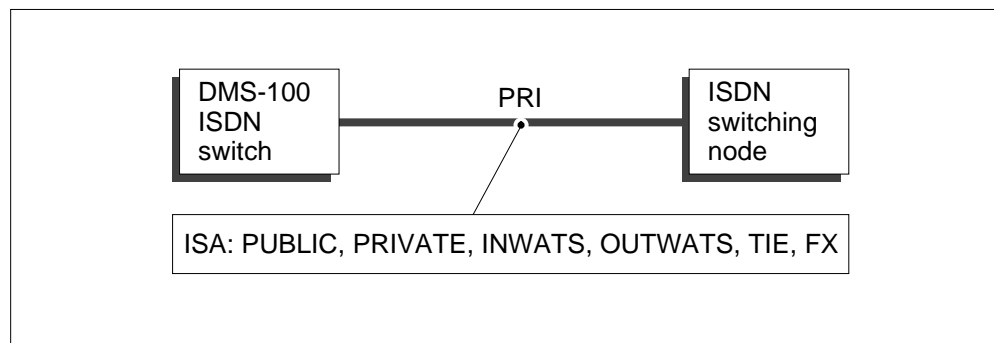 DMS-100
ISDN
switch
PRI
ISDN
switching
node
ISA: PUBLIC, PRIVATE, INWATS, OUTWATS, TIE, FX